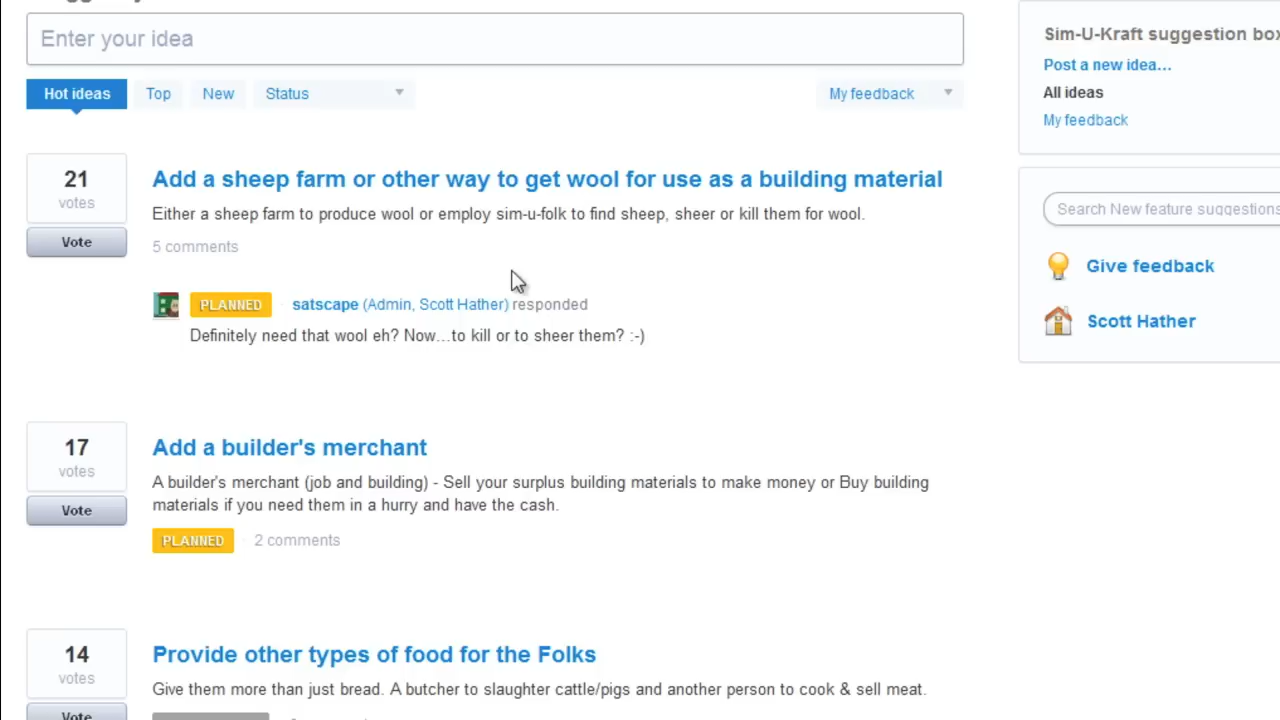 Enter your idea
Hot ideas
Top
New
Status
My feedback
21
votes
Vote
Add a sheep farm or other way to get wool for use as a building material
Either a sheep farm to produce wool or employ sim-u-folk to find sheep, sheer or kill them for wool.
5 comments
PLANNED
satscape (Admin, Scott Hather) responded
Definitely need that wool eh? Now...to kill or to sheer them? :-)
17
votes
Vote
Add a builder's merchant
A builder's merchant (job and building) - Sell your surplus building materials to make money or Buy building
materials if you need them in a hurry and have the cash.
PLANNED
2 comments
14
votes
Vote
Provide other types of food for the Folks
Give them more than just bread. A butcher to slaughter cattle/pigs and another person to cook & sell meat.
Sim-U-Kraft suggestion box
Post a new idea...
All ideas
My feedback
Search New feature suggestions
Give feedback
Scott Hather